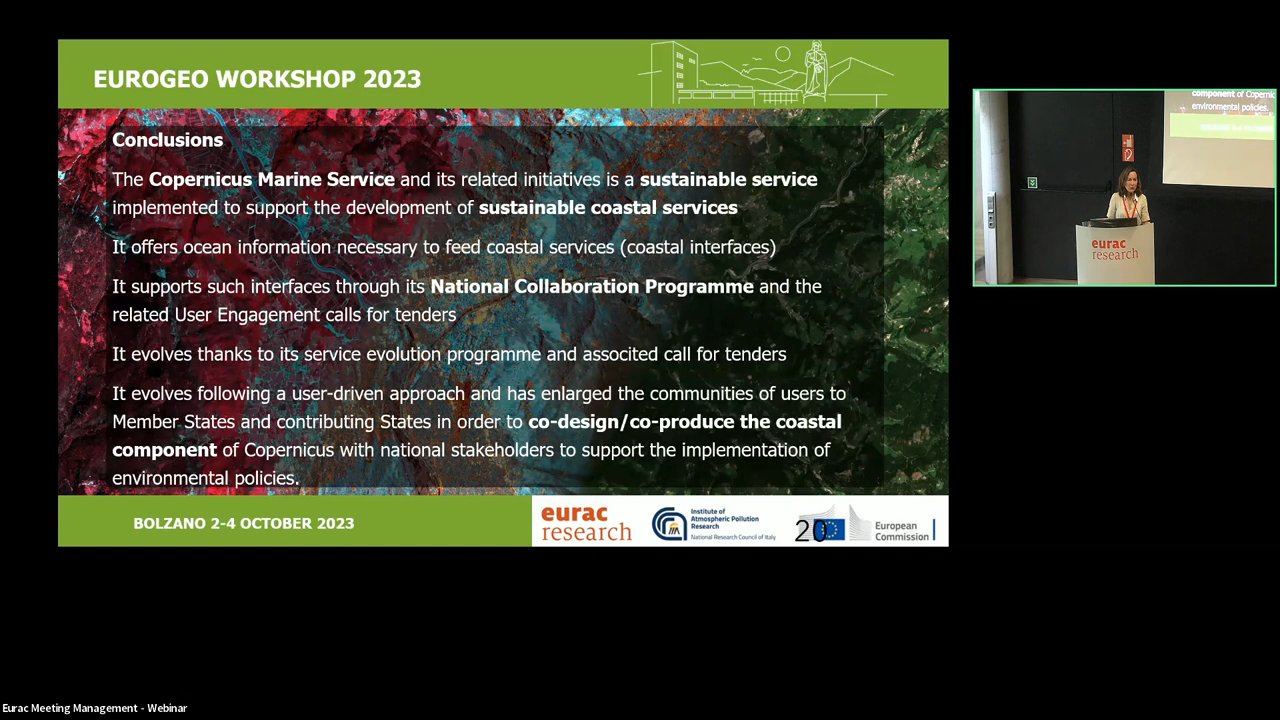 EUROGEO WORKSHOP 2023
Conclusions
The Copernicus Marine Service and its related initiatives is a sustainable service
implemented to support the development of sustainable coastal services
It offers ocean information necessary to feed coastal services (coastal interfaces)
It supports such interfaces through its National Collaboration Programme and the
related User Engagement calls for tenders
It evolves thanks to its service evolution programme and associted call for tenders
It evolves following a user-driven approach and has enlarged the communities of users to
Member States and contributing States in order to co-design/co-produce the coastal
component of Copernicus with national stakeholders to support the implementation of
environmental policies.
BOLZANO 2-4 OCTOBER 2023
eurac
research
Institute of
Atmospheric Pollution
Research
National Research Council of Italy
20
European
Commission
component of Copernic
environmental policies.
eurac
research
Eurac Meeting Management - Webinar